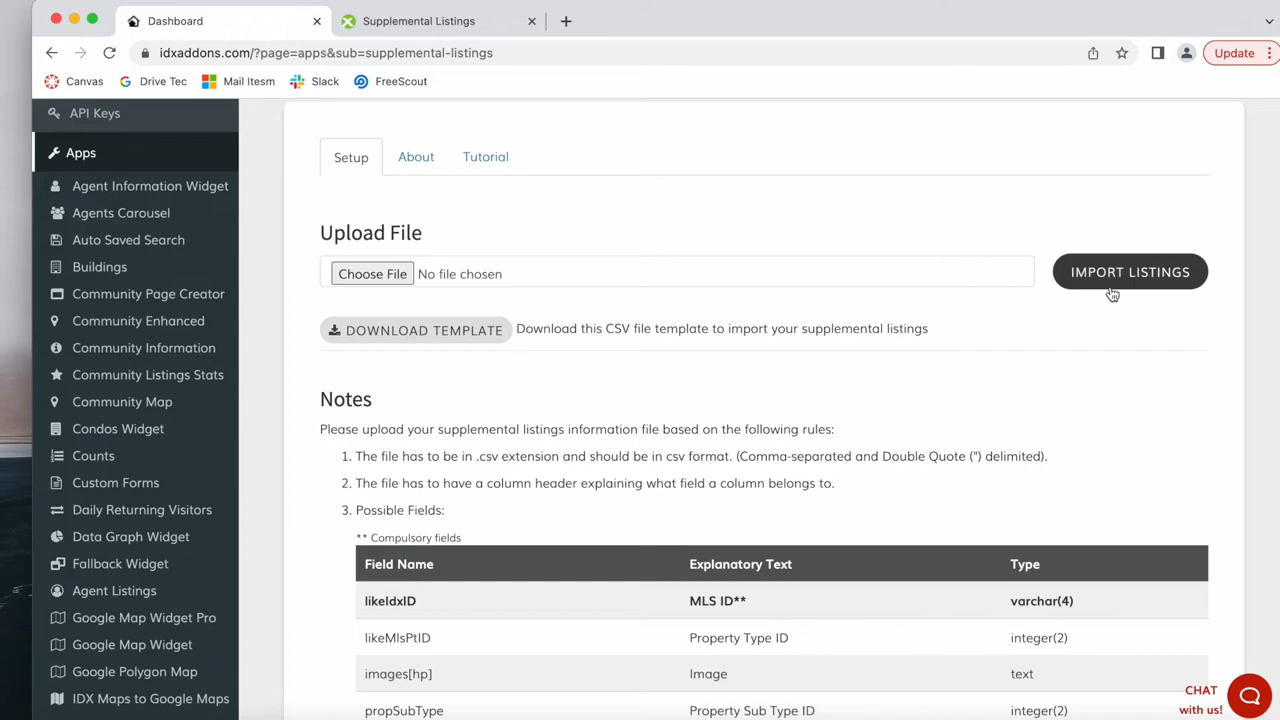 Dashboard
Supplemental Listings
idxaddons.com/?page=apps&sub=supplemental-listings
Update
Canvas
Drive Tec
Mail Itesm
Slack
FreeScout
API Keys
Apps
Agent Information Widget
Agents Carousel
Auto Saved Search
Buildings
Community Page Creator
Community Enhanced
Community Information
Community Listings Stats
Community Map
Condos Widget
Counts
Custom Forms
Daily Returning Visitors
Data Graph Widget
Fallback Widget
Agent Listings
Google Map Widget Pro
Google Map Widget
Google Polygon Map
IDX Maps to Google Maps
Setup
About
Tutorial
Upload File
Choose File No file chosen
IMPORT LISTINGS
DOWNLOAD TEMPLATE Download this CSV file template to import your supplemental listings
Notes
Please upload your supplemental listings information file based on the following rules:
1. The file has to be in .csv extension and should be in csv format. (Comma-separated and Double Quote (") delimited).
2. The file has to have a column header explaining what field a column belongs to.
3. Possible Fields:
** Compulsory fields
Field Name Explanatory Text Type
likeIdxID MLS ID** varchar(4)
likeMlsPtID Property Type ID integer(2)
images[hp] Image text
propSubType Property Sub Type ID integer(2)
CHAT
with us!